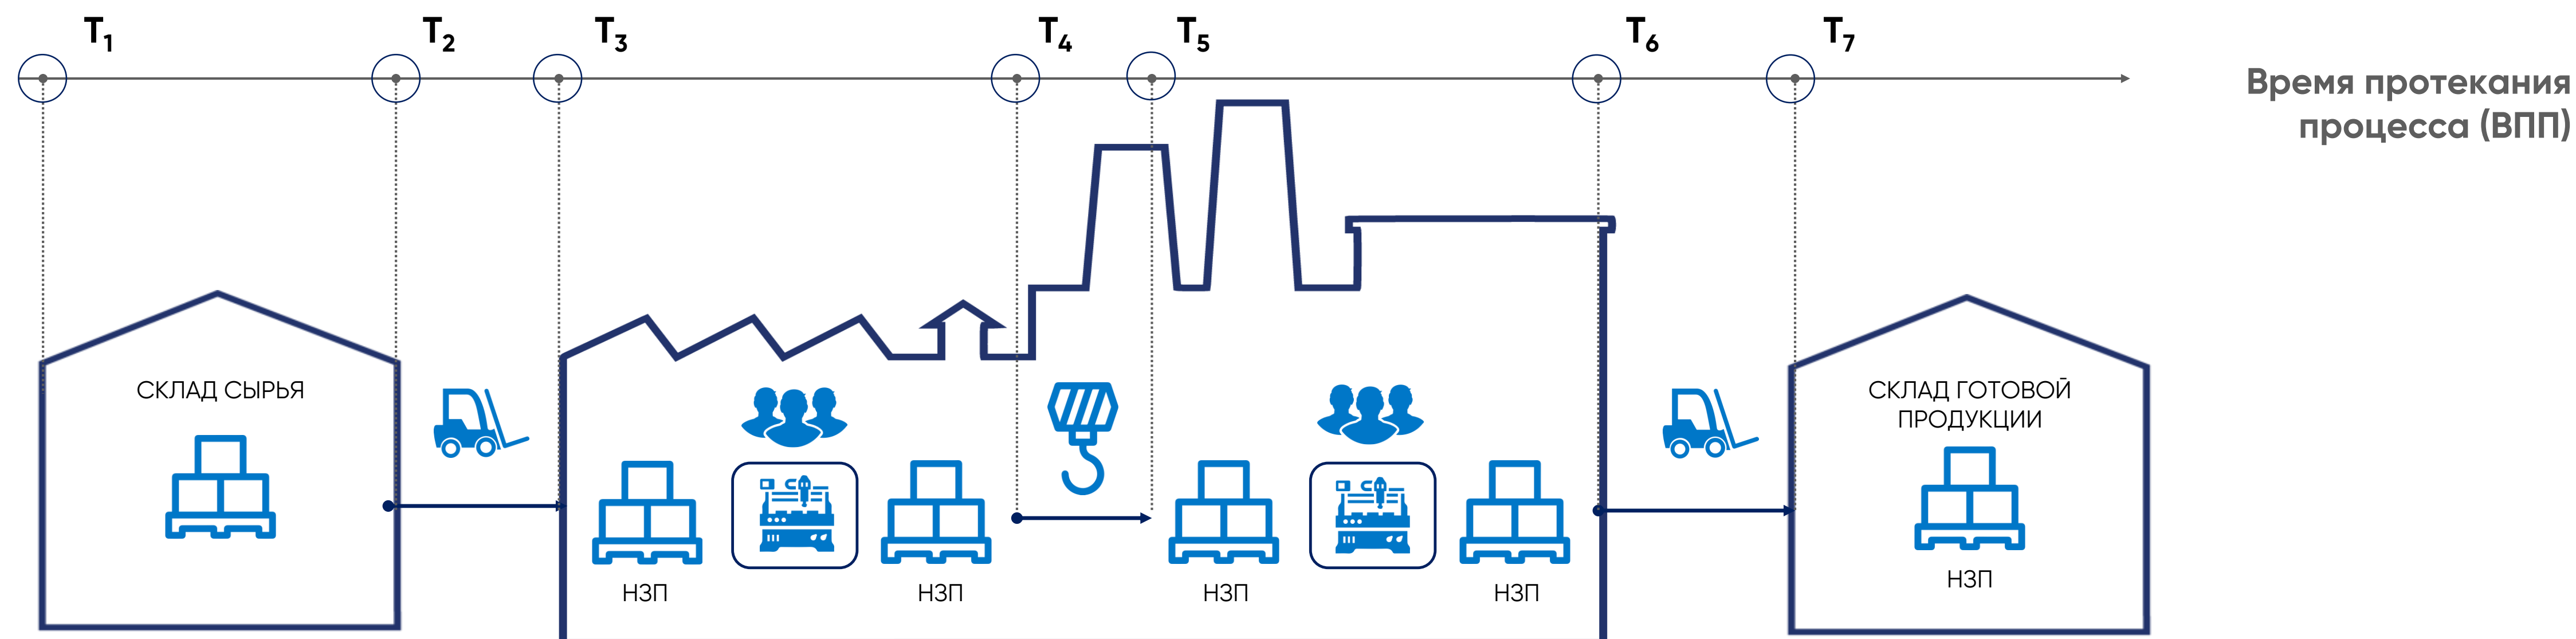 T1 T2 T3 T4 T5 T6 T7
Время протекания
процесса (ВПП)
СКЛАД СЫРЬЯ
СКЛАД ГОТОВОЙ
ПРОДУКЦИИ
НЗП
НЗП НЗП НЗП НЗП